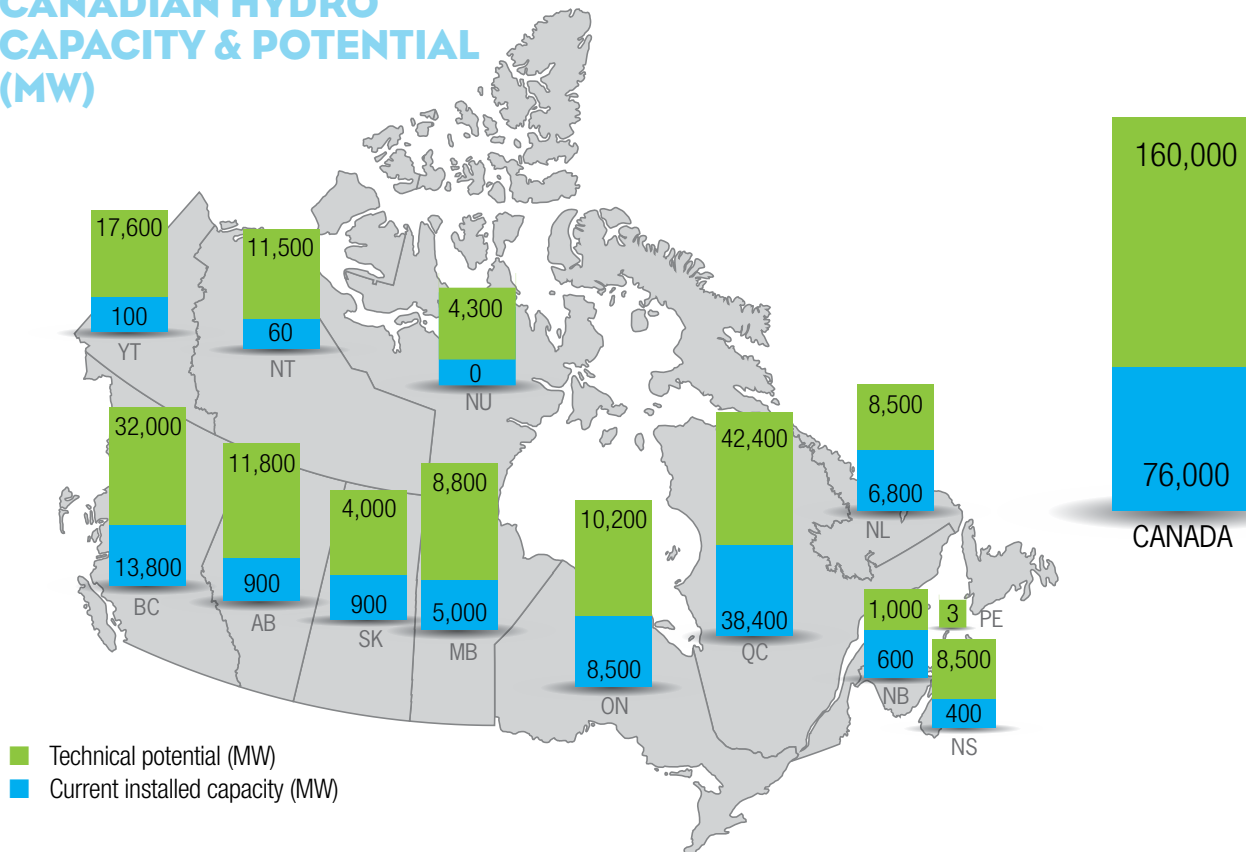 CANADIAN HYDRO
CAPACITY & POTENTIAL
(MW)
160,000
76,000
CANADA
17,600
100
YT
11,500
60
NT
4,300
0
NU
32,000
13,800
BC
11,800
900
AB
4,000
900
SK
8,800
5,000
MB
10,200
8,500
ON
42,400
38,400
QC
8,500
6,800
NL
1,000
600
NB
3
PE
8,500
400
NS
Technical potential (MW)
Current installed capacity (MW)